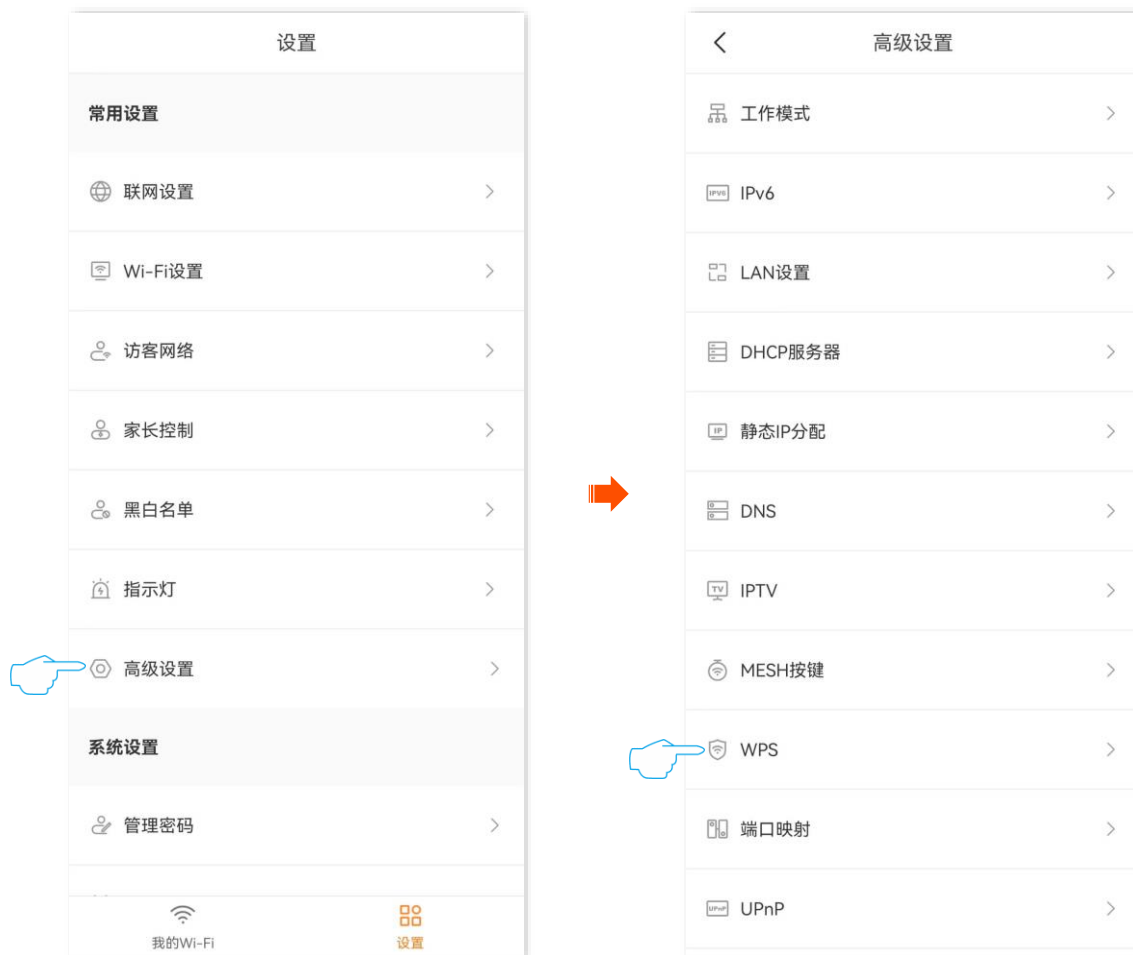 设置
常用设置
联网设置
Wi-Fi设置
访客网络
家长控制
黑白名单
指示灯
高级设置
系统设置
管理密码
我的Wi-Fi
设置
高级设置
工作模式
IPV6 IPv6
LAN设置
DHCP服务器
IP 静态IP分配
DNS
TV IPTV
MESH按键
WPS
端口映射
UPnP UPnP